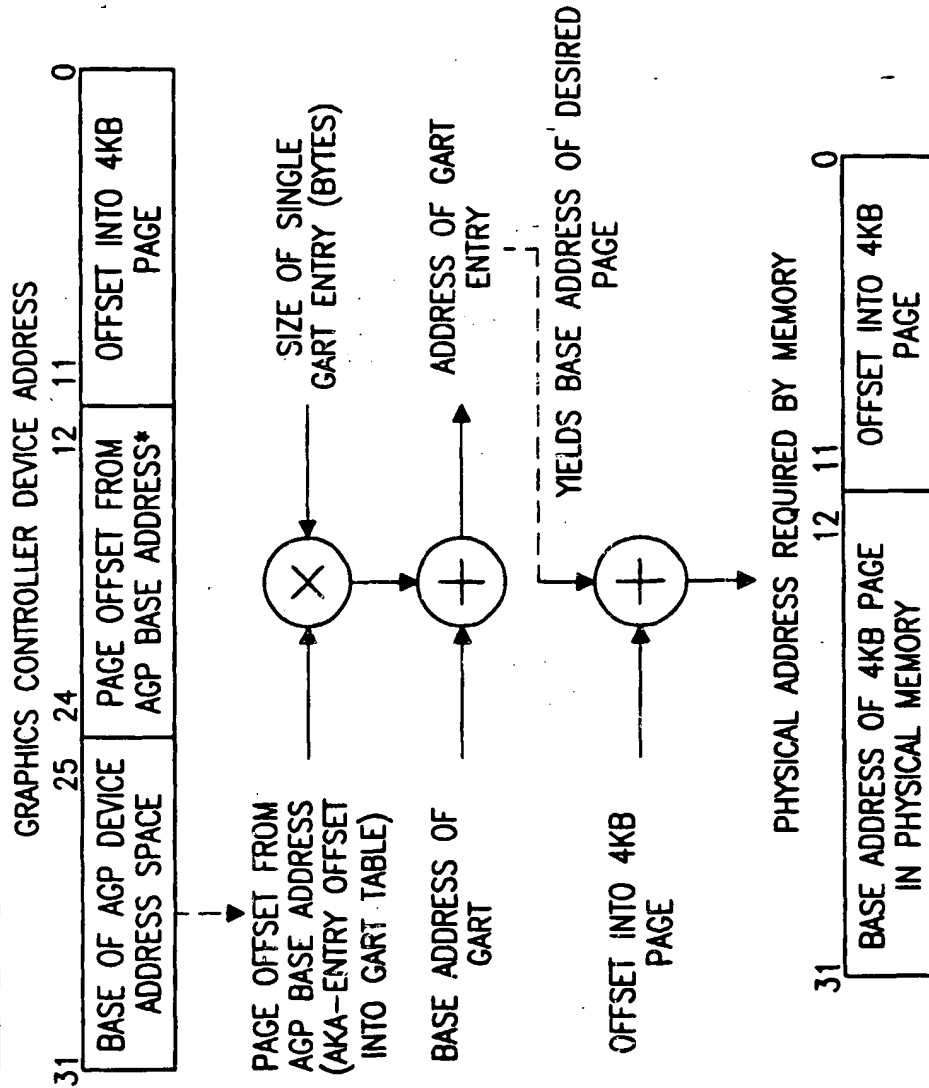 GRAPHICS CONTROLLER DEVICE ADDRESS
31 25 24 12 11 0
BASE OF AGP DEVICE
ADDRESS SPACE
PAGE OFFSET FROM
AGP BASE ADDRESS*
OFFSET INTO 4KB
PAGE
PAGE OFFSET FROM
AGP BASE ADDRESS
(AKA-ENTRY OFFSET
INTO GART TABLE)
×
SIZE OF SINGLE
GART ENTRY (BYTES)
BASE ADDRESS OF
GART
+
ADDRESS OF GART
ENTRY
YIELDS BASE ADDRESS OF DESIRED
PAGE
OFFSET INTO 4KB
PAGE
+
PHYSICAL ADDRESS REQUIRED BY MEMORY
31 12 11 0
BASE ADDRESS OF 4KB PAGE
IN PHYSICAL MEMORY
OFFSET INTO 4KB
PAGE